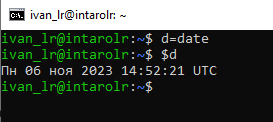 ivan_lr@intarolr: ~
ivan_lr@intarolr:~$ d=date
ivan_lr@intarolr:~$ $d
Пн 06 ноя 2023 14:52:21 UTC
ivan_lr@intarolr:~$